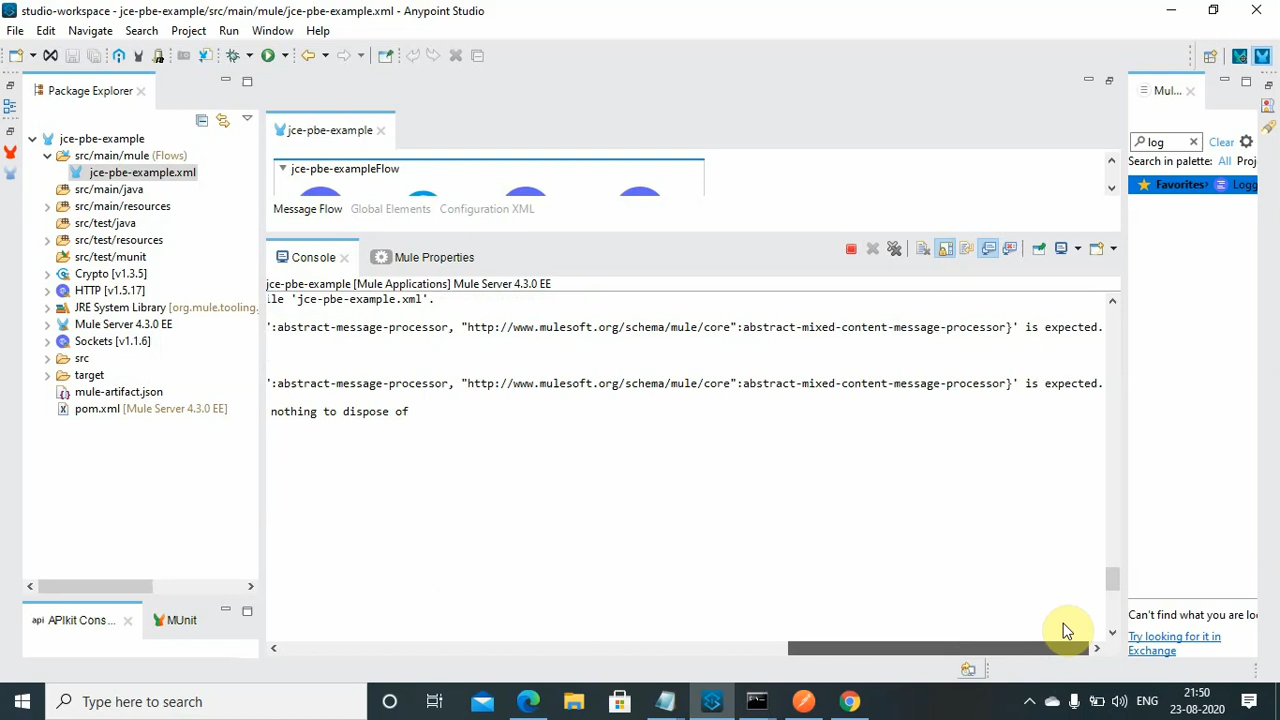 studio-workspace - jce-pbe-example/src/main/mule/jce-pbe-example.xml - Anypoint Studio
File Edit Navigate Search Project Run Window Help
Package Explorer
jce-pbe-example
src/main/mule (Flows)
jce-pbe-example.xml
src/main/java
src/main/resources
src/test/java
src/test/resources
src/test/munit
Crypto [v1.3.5]
HTTP [v1.5.17]
JRE System Library [org.mule.tooling.
Mule Server 4.3.0 EE
Sockets [v1.1.6]
src
target
mule-artifact.json
pom.xml [Mule Server 4.3.0 EE]
api APIkit Cons...
MUnit
jce-pbe-example
jce-pbe-exampleFlow
Message Flow Global Elements Configuration XML
Console
Mule Properties
jce-pbe-example [Mule Applications] Mule Server 4.3.0 EE
ile 'jce-pbe-example.xml'.
':abstract-message-processor, "http://www.mulesoft.org/schema/mule/core":abstract-mixed-content-message-processor}' is expected.
':abstract-message-processor, "http://www.mulesoft.org/schema/mule/core":abstract-mixed-content-message-processor}' is expected.
nothing to dispose of
Mul...
log
Clear
Search in palette: All Proj
Favorites
Logg
Can't find what you are lo
Try looking for it in
Exchange
Type here to search
ENG
21:50
23-08-2020